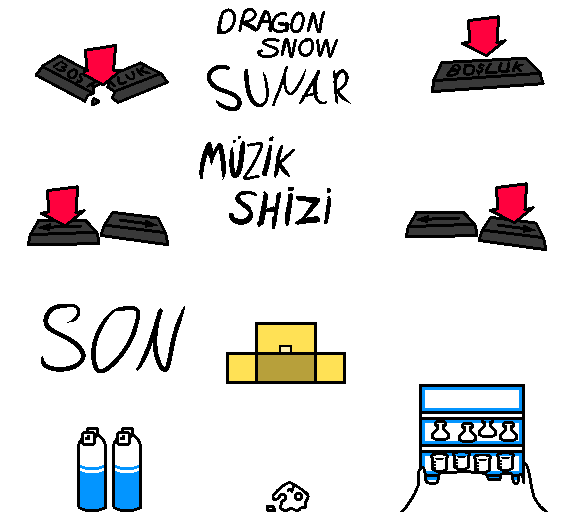 DRAGON
SNOW
SUNAR
BOŞLUK
BOŞLUK
MÜZİK
SHİZİ
SON